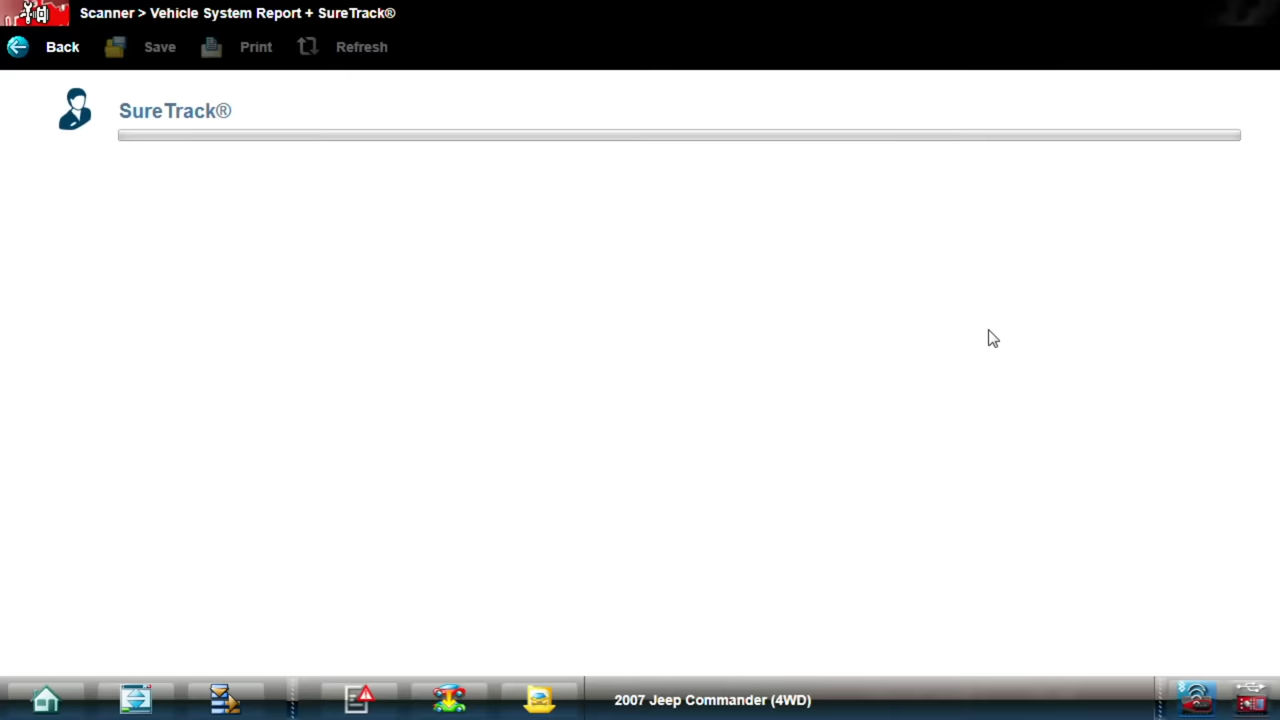 Scanner > Vehicle System Report + SureTrack®
Back Save Print Refresh
SureTrack®
2007 Jeep Commander (4WD)